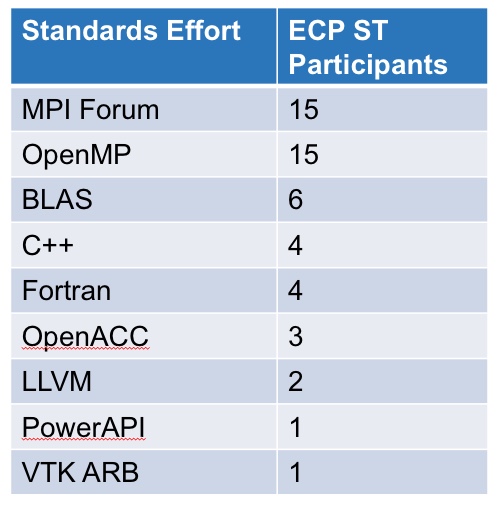 Standards Effort
ECP ST
Participants
MPI Forum 15
OpenMP 15
BLAS 6
C++ 4
Fortran 4
OpenACC 3
LLVM 2
PowerAPI 1
VTK ARB 1